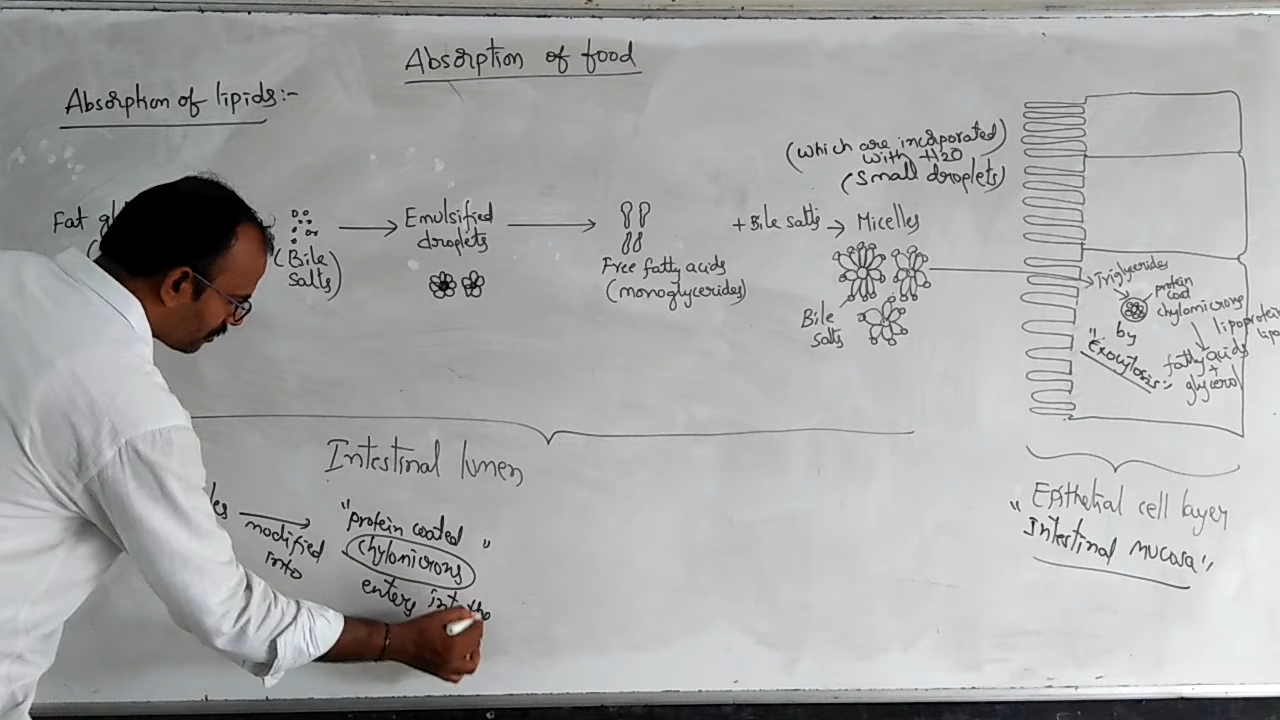 Absorption of food
Absorption of lipids:-
(which are incorporated)
with H2O
(small droplets)
Fat
(Bile
salts)
Emulsified
droplets
Free fatty acids
(monoglycerides)
+ Bile salts → Micelles
Bile
salts
Triglycerides
protein
coat
chylomicrons
by
"Exocytosis:-
lipoprotein
fatty acids
+
glycerol
Intestinal lumen
modified
into
"protein coated"
chylomicrons
enters into the
"Epithelial cell layer
Intestinal mucosa"